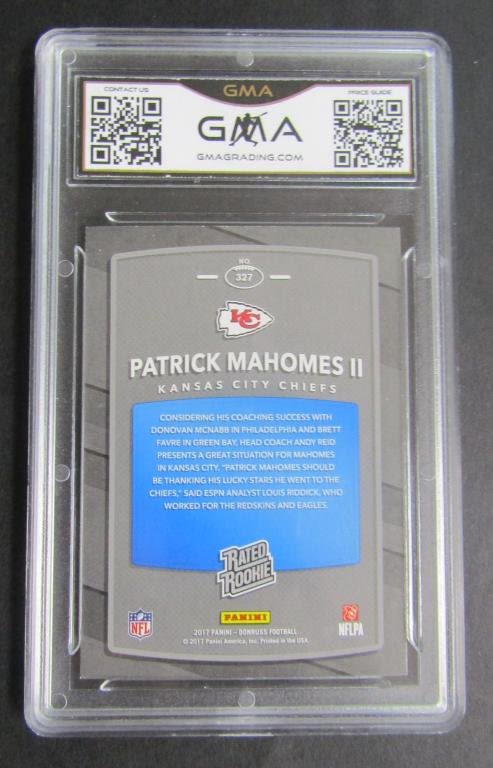 GMA
CONTACT US
PRICE GUIDE
GMA
GMAGRADING.COM
NO.
327
KC
PATRICK MAHOMES II
KANSAS CITY CHIEFS
CONSIDERING HIS COACHING SUCCESS WITH
DONOVAN MCNABB IN PHILADELPHIA AND BRETT
FAVRE IN GREEN BAY, HEAD COACH ANDY REID
PRESENTS A GREAT SITUATION FOR MAHOMES
IN KANSAS CITY. "PATRICK MAHOMES SHOULD
BE THANKING HIS LUCKY STARS HE WENT TO THE
CHIEFS," SAID ESPN ANALYST LOUIS RIDDICK, WHO
WORKED FOR THE REDSKINS AND EAGLES.
RATED
ROOKIE
NFL
PANINI
NFLPA
2017 PANINI – DONRUSS FOOTBALL
© 2017 Panini America, Inc. Printed in the USA.